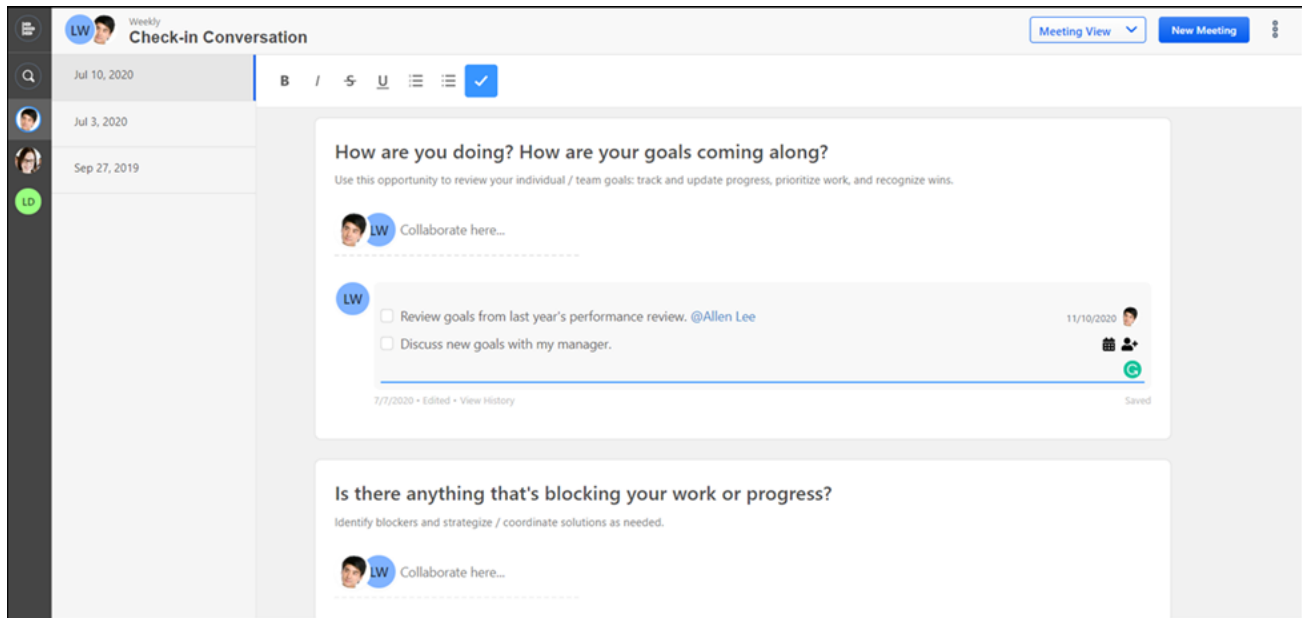 LW
Weekly
Check-in Conversation
Meeting View
New Meeting
Jul 10, 2020
Jul 3, 2020
Sep 27, 2019
LD
B I S U
How are you doing? How are your goals coming along?
Use this opportunity to review your individual / team goals: track and update progress, prioritize work, and recognize wins.
LW Collaborate here...
LW
Review goals from last year's performance review. @Allen Lee 11/10/2020
Discuss new goals with my manager.
G
7/7/2020 • Edited • View History Saved
Is there anything that's blocking your work or progress?
Identify blockers and strategize / coordinate solutions as needed.
LW Collaborate here...